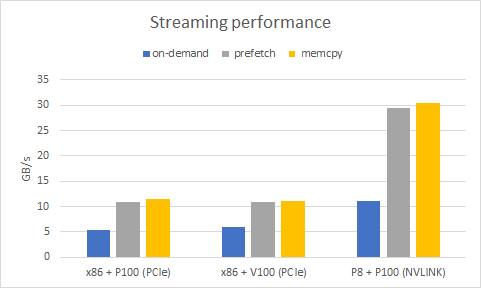 Streaming performance
on-demand prefetch memcpy
35
30
25
20
15
10
5
0
GB/s
x86 + P100 (PCIe) x86 + V100 (PCIe) P8 + P100 (NVLINK)